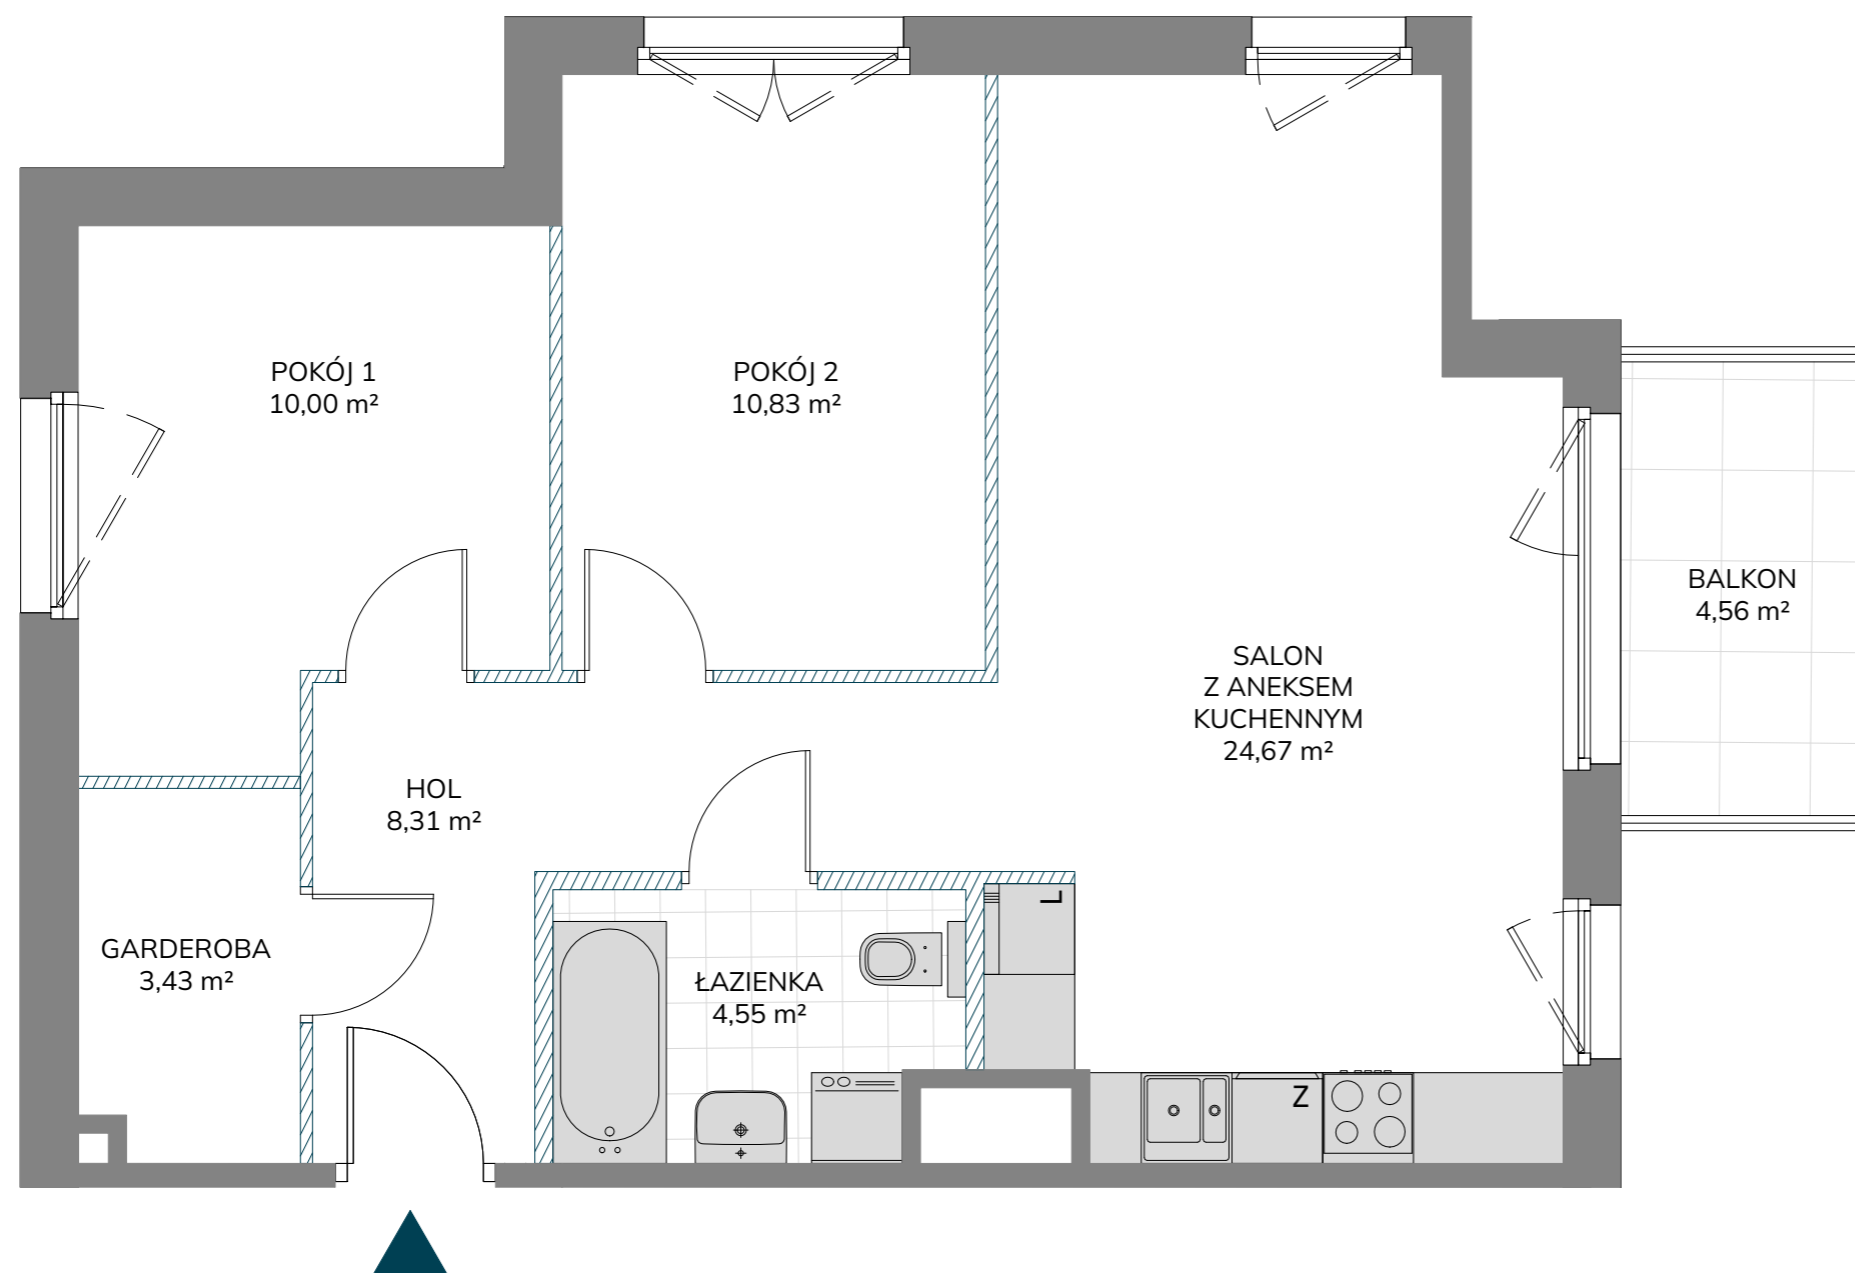 POKÓJ 1
10,00 m²
POKÓJ 2
10,83 m²
BALKON
4,56 m²
SALON
Z ANEKSEM
KUCHENNYM
24,67 m²
HOL
8,31 m²
L
GARDEROBA
3,43 m²
ŁAZIENKA
4,55 m²
Z